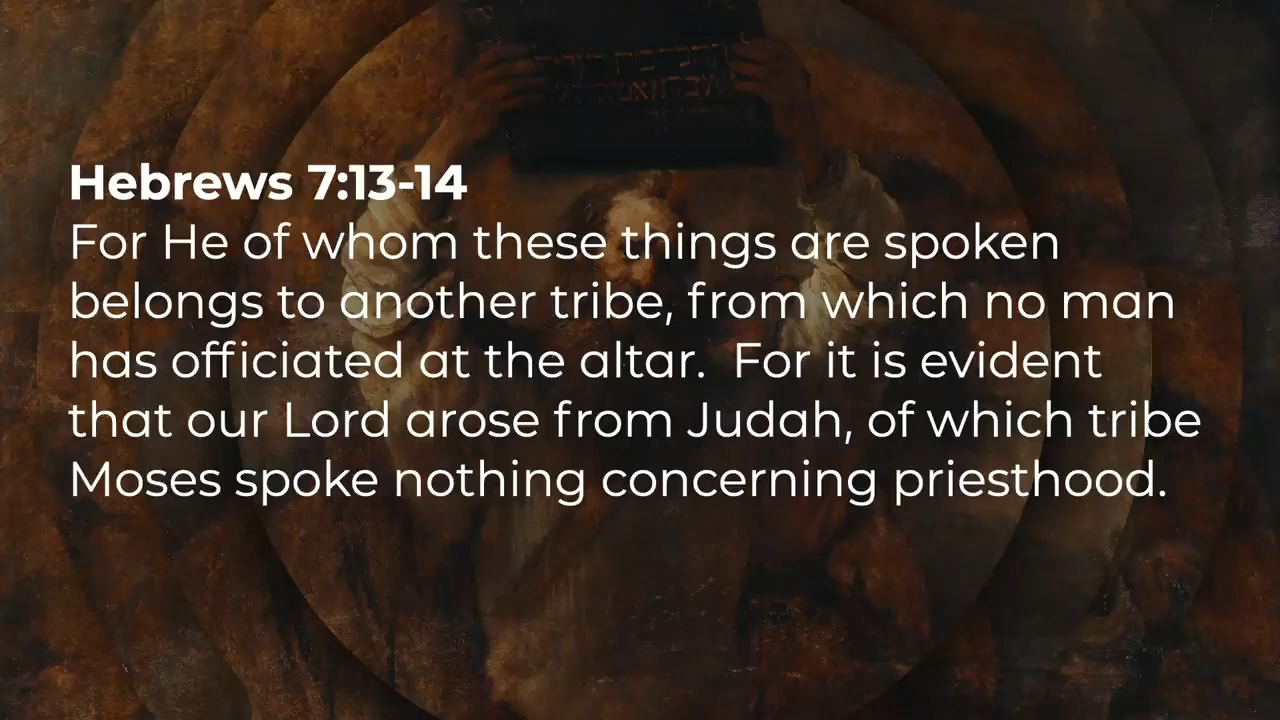 Hebrews 7:13-14
For He of whom these things are spoken
belongs to another tribe, from which no man
has officiated at the altar.  For it is evident
that our Lord arose from Judah, of which tribe
Moses spoke nothing concerning priesthood.